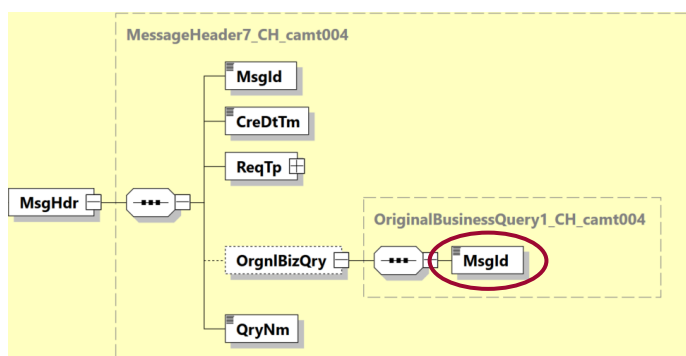 MessageHeader7_CH_camt004
MsgId
CreDtTm
ReqTp
MsgHdr
OriginalBusinessQuery1_CH_camt004
OrgnlBizQry
MsgId
QryNm